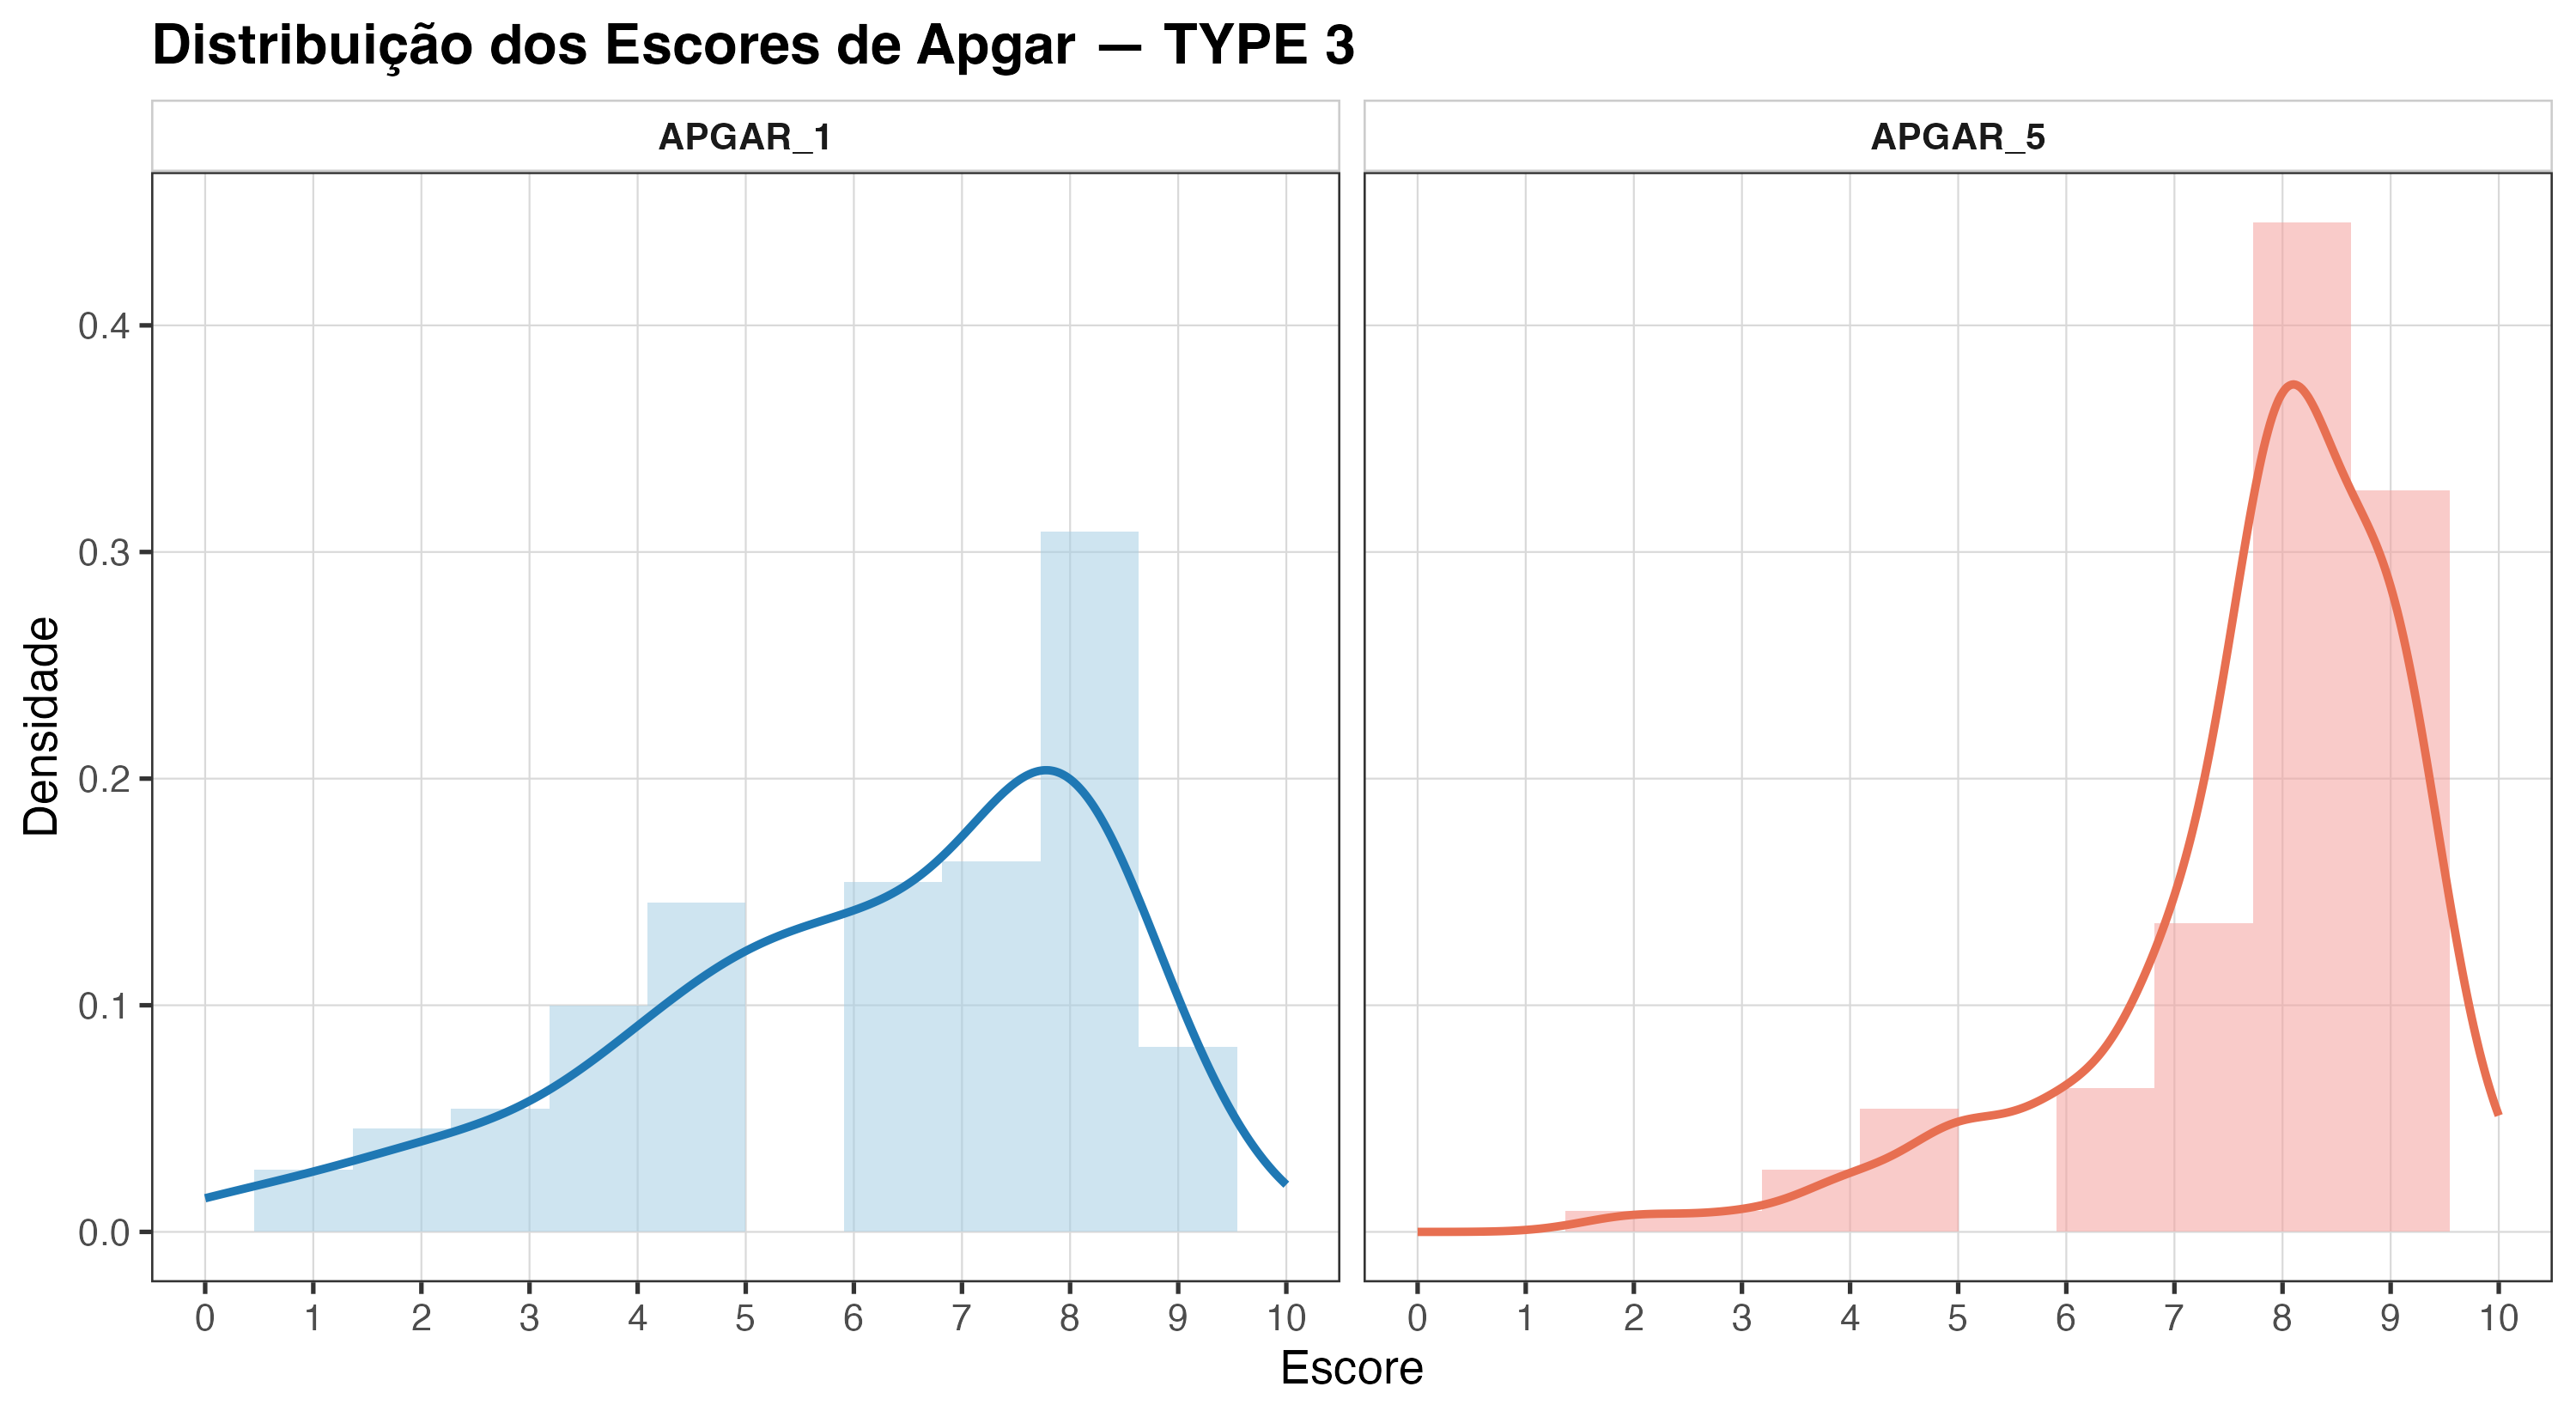 Distribuição dos Escores de Apgar — TYPE 3
APGAR_1 APGAR_5
Densidade
0.4
0.3
0.2
0.1
0.0
0 1 2 3 4 5 6 7 8 9 10 0 1 2 3 4 5 6 7 8 9 10
Escore